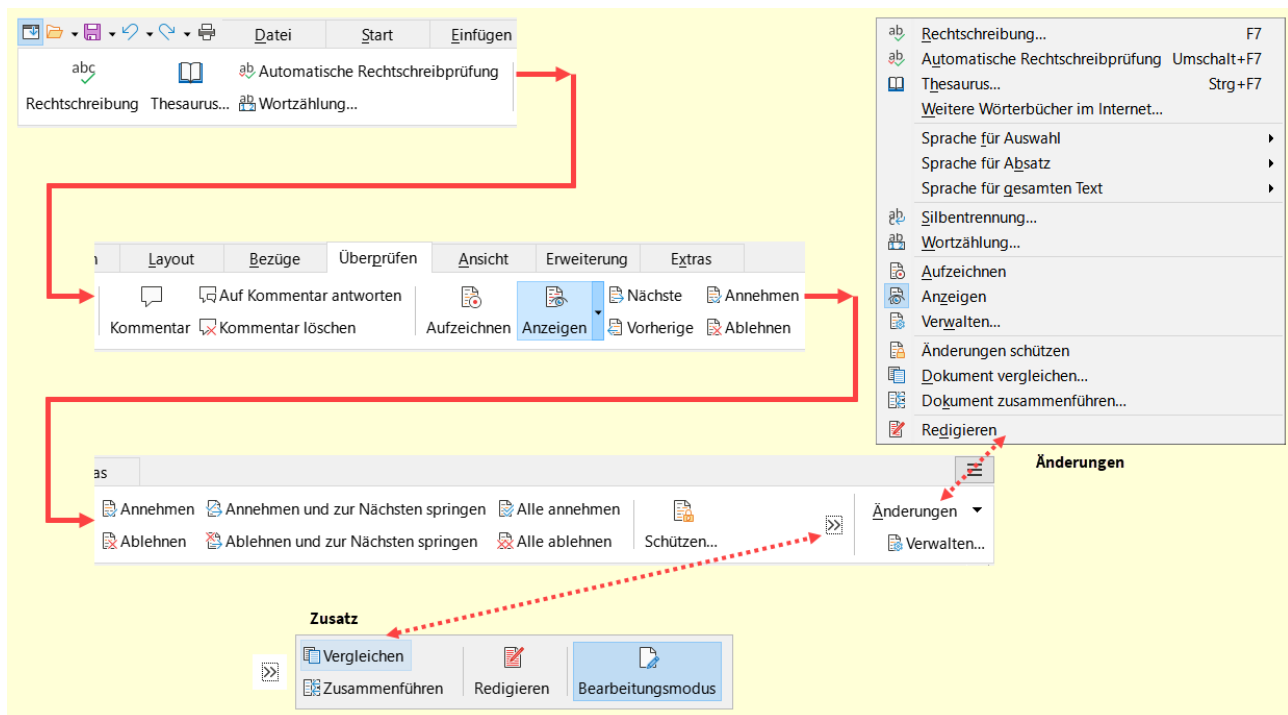 Datei Start Einfügen
abc
Rechtschreibung Thesaurus... Automatische Rechtschreibprüfung
Wortzählung...
Layout Bezüge Überprüfen Ansicht Erweiterung Extras
Kommentar Auf Kommentar antworten
Kommentar löschen
Aufzeichnen Anzeigen Nächste Annehmen
Vorherige Ablehnen
as
Annehmen Annehmen und zur Nächsten springen Alle annehmen
Ablehnen Ablehnen und zur Nächsten springen Alle ablehnen Schützen...
Änderungen
Verwalten...
Zusatz
Vergleichen
Zusammenführen Redigieren Bearbeitungsmodus
Rechtschreibung... F7
Automatische Rechtschreibprüfung Umschalt+F7
Thesaurus... Strg+F7
Weitere Wörterbücher im Internet...
Sprache für Auswahl
Sprache für Absatz
Sprache für gesamten Text
Silbentrennung...
Wortzählung...
Aufzeichnen
Anzeigen
Verwalten...
Änderungen schützen
Dokument vergleichen...
Dokument zusammenführen...
Redigieren
Änderungen